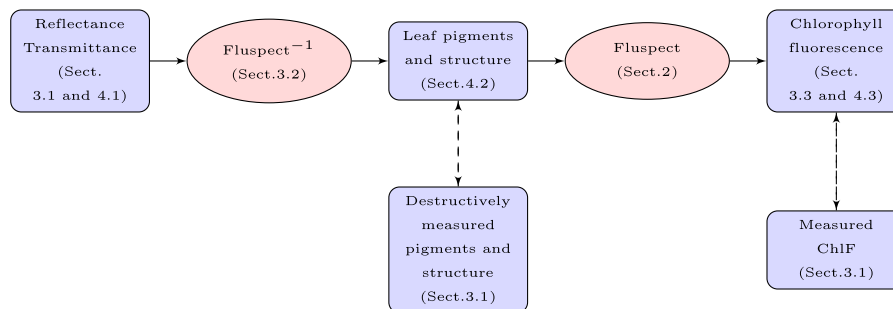 Reflectance
Transmittance
(Sect.
3.1 and 4.1)
Fluspect⁻¹
(Sect.3.2)
Leaf pigments
and structure
(Sect.4.2)
Fluspect
(Sect.2)
Chlorophyll
fluorescence
(Sect.
3.3 and 4.3)
Destructively
measured
pigments and
structure
(Sect.3.1)
Measured
ChlF
(Sect.3.1)